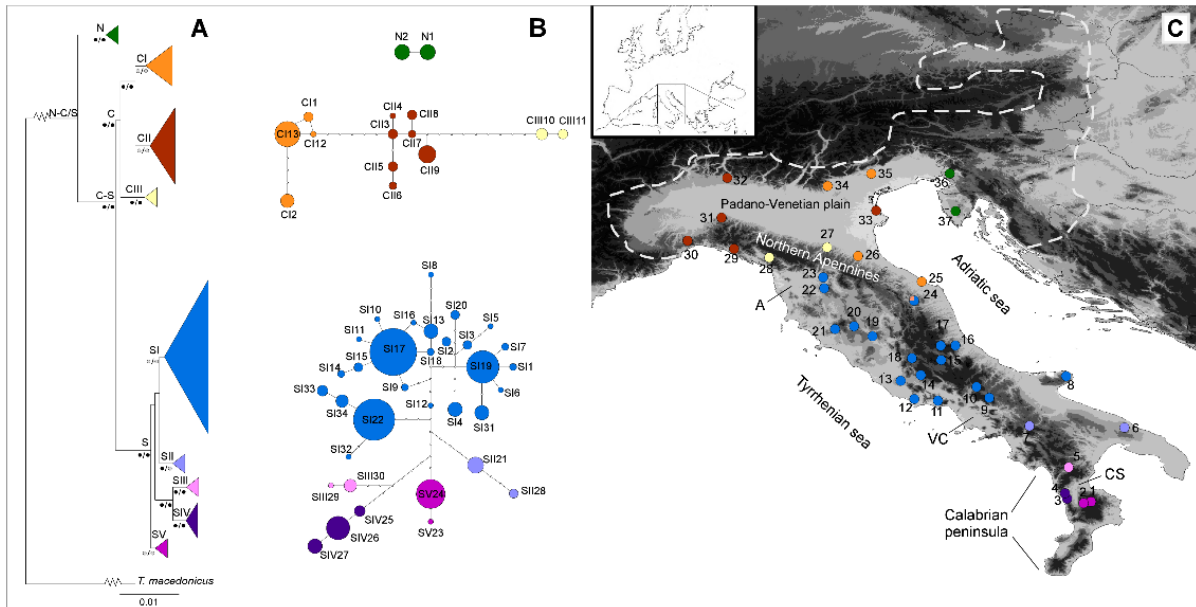 A
N
CI
N-C/S
C
CII
CIII
C-S
SI
S
SII
SIII
SIV
SV
T. macedonicus
0.01
B
N2 N1
CI1
CI13
CI12
CI2
CII4
CII8
CII3
CII7
CII5
CII9
CII6
CIII10
CIII11
SI8
SI20
SI16
SI13
SI5
SI10
SI3
SI11
SI2
SI7
SI17
SI18
SI15
SI19
SI1
SI14
SI9
SI6
SI33
SI12
SI34
SI4
SI31
SI22
SI32
SII21
SIII30
SIII29
SV24
SII28
SIV25
SIV26
SV23
SIV27
C
32
34
35
36
Padano-Venetian plain
31
33
37
30
29
28
27
26
Northern Apennines
Adriatic sea
23
22
25
24
A
21
20
19
17
16
18
15
13
14
12
11
10
9
8
Tyrrhenian sea
VC
7
6
5
CS
4
3
2
1
Calabrian
peninsula